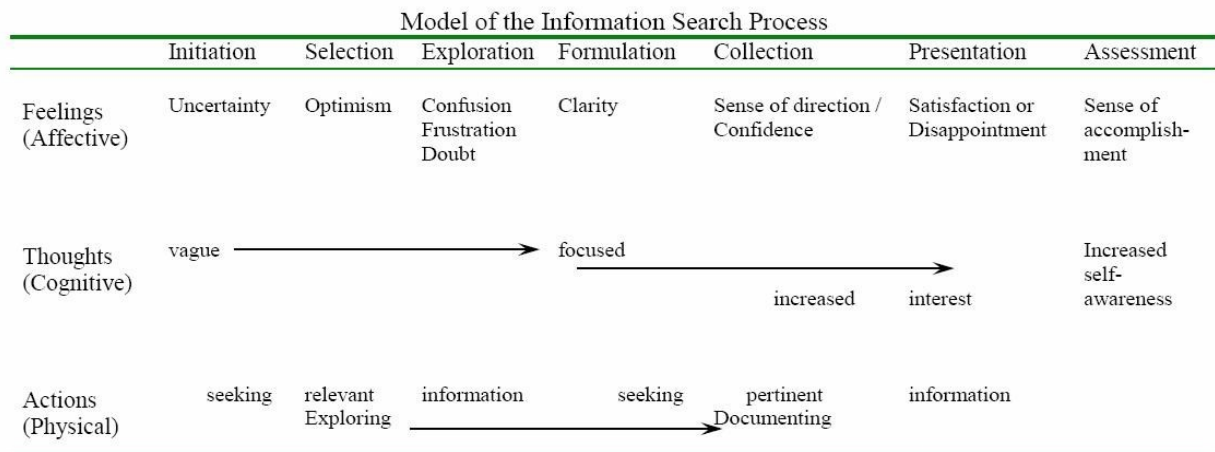 Model of the Information Search Process
Initiation Selection Exploration Formulation Collection Presentation Assessment
Feelings (Affective)
Uncertainty
Optimism
Confusion
Frustration
Doubt
Clarity
Sense of direction /
Confidence
Satisfaction or
Disappointment
Sense of
accomplish-
ment
Thoughts
(Cognitive)
vague
focused
increased interest
Increased
self-
awareness
Actions
(Physical)
seeking relevant information seeking pertinent information
Exploring Documenting